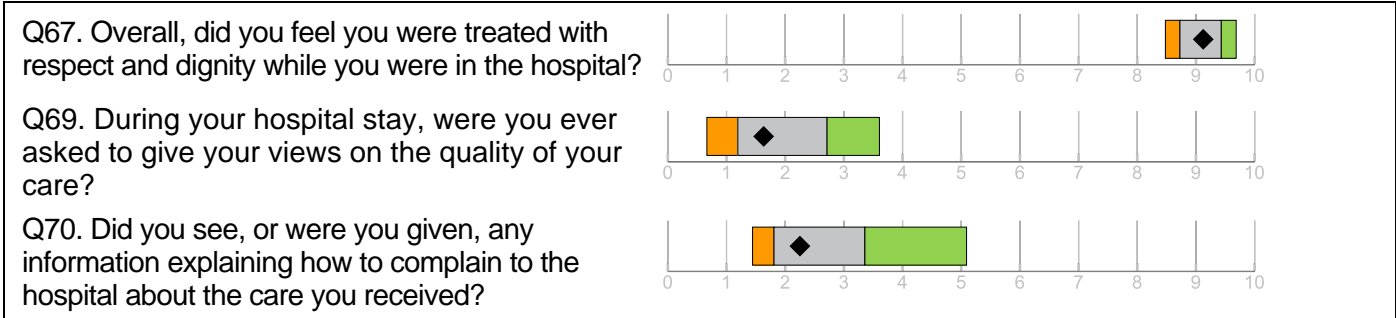 Q67. Overall, did you feel you were treated with
respect and dignity while you were in the hospital?
0 1 2 3 4 5 6 7 8 9 10
Q69. During your hospital stay, were you ever
asked to give your views on the quality of your
care?
0 1 2 3 4 5 6 7 8 9 10
Q70. Did you see, or were you given, any
information explaining how to complain to the
hospital about the care you received?
0 1 2 3 4 5 6 7 8 9 10